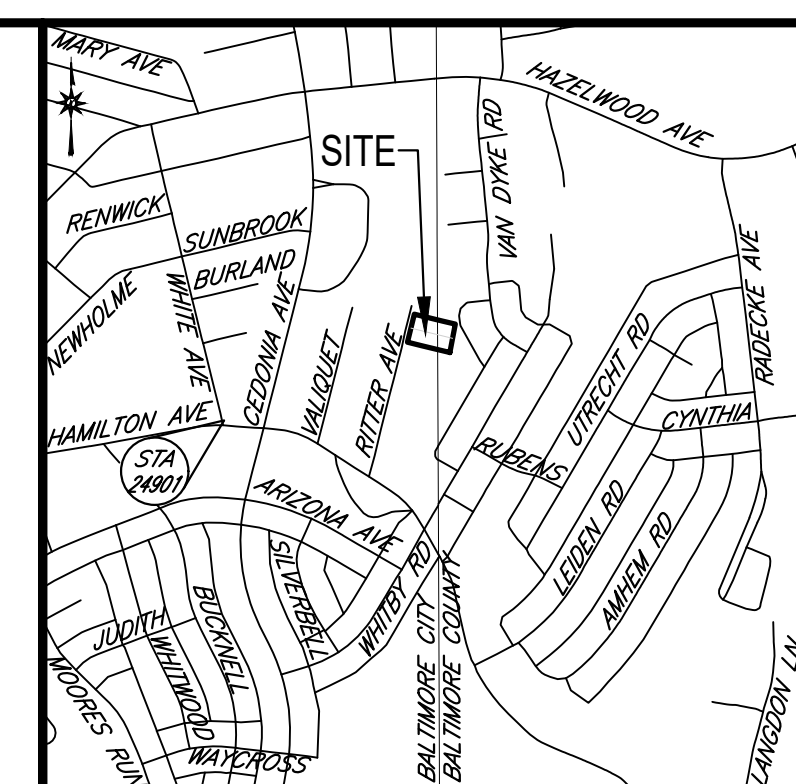 MARY AVE
HAZELWOOD AVE
SITE
VAN DYKE RD
RENWICK
SUNBROOK
BURLAND
NEWHOLME
WHITE AVE
CEDONIA AVE
VALIQUET
RITTER AVE
RADECKE AVE
UTRECHT RD
CYNTHIA
HAMILTON AVE
STA
24901
RUBENS
ARIZONA AVE
LEIDEN RD
AMHEM RD
SILVERBELL
WHITBY RD
BALTIMORE CITY
BALTIMORE COUNTY
JUDITH
BUCKNELL
WHITWOOD
MOORES RUN
WAYCROSS
LANGDON LN